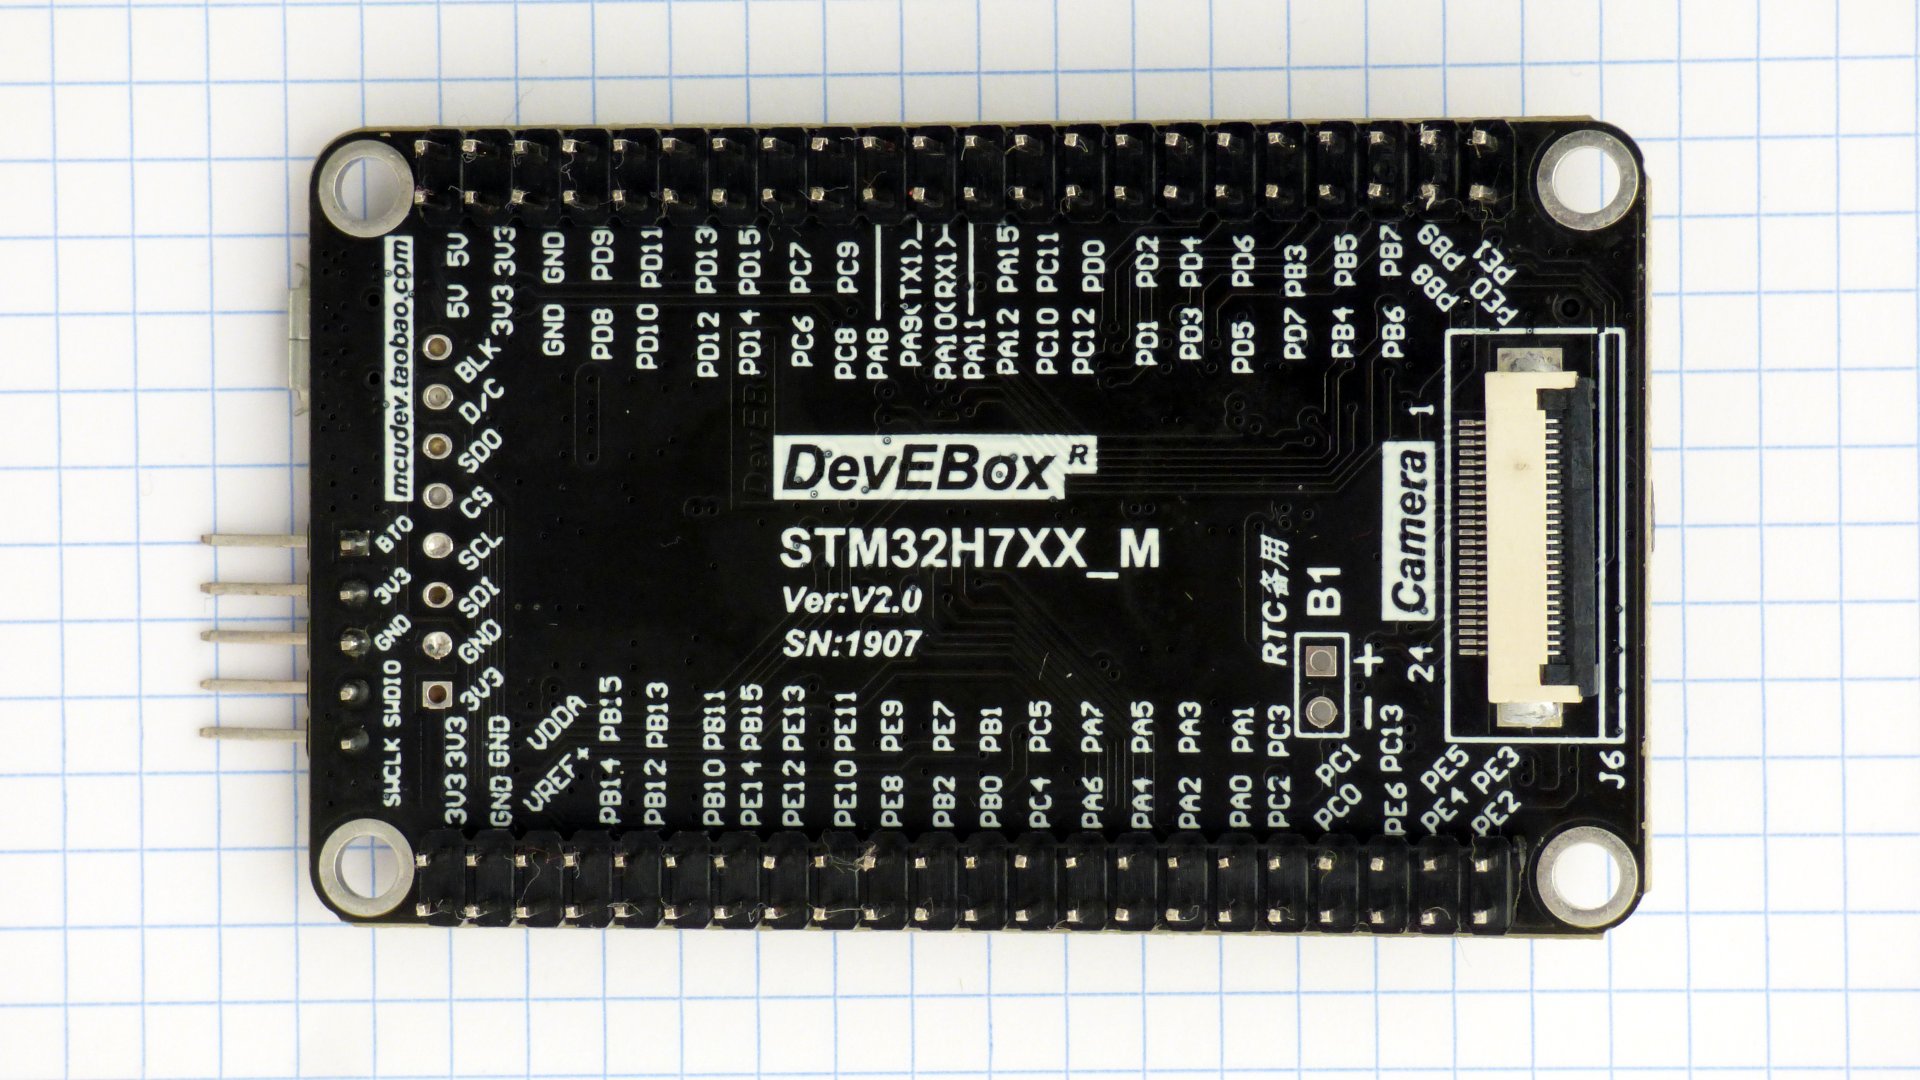 5V 5V
3V3 3V3
GND GND
PD8 PD9
PD10 PD11
PD12 PD13
PD14 PD15
PC6 PC7
PC8 PC9
PA8
PA9(TX1)
PA10(RX1)
PA11
PA12 PA15
PC10 PC11
PC12 PD0
PD1 PD2
PD3 PD4
PD5 PD6
PD7 PB3
PB4 PB5
PB6 PB7
PB8 PB9
PE0 PE1
mcudev.taobao.com
BLK
D/C
SDO
CS
SCL
SDI
GND
3V3
BT0
3V3
GND
SWDIO
SWCLK
DevEBox R
STM32H7XX_M
Ver:V2.0
SN:1907
RTC备用
B1
+
-
Camera
1
24
J6
3V3 3V3
GND GND
VREF+ VDDA
PB14 PB15
PB12 PB13
PB10 PB11
PE14 PB15
PE12 PE13
PE10 PE11
PE8 PE9
PB2 PE7
PB0 PB1
PC4 PC5
PA6 PA7
PA4 PA5
PA2 PA3
PA0 PA1
PC2 PC3
PC0 PC1
PE6 PC13
PE4 PE5
PE2 PE3